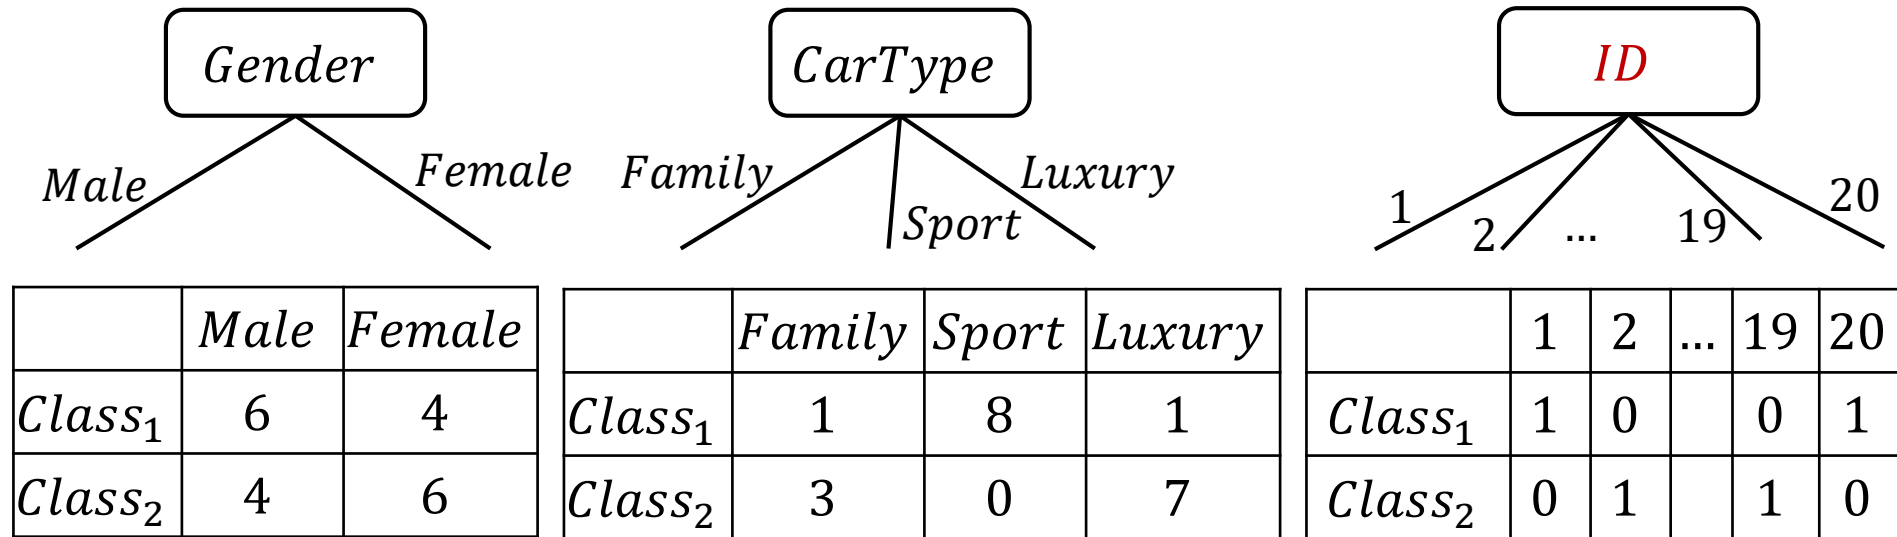 Gender CarType ID
Male Female Family Sport Luxury 1 2 ... 19 20
Male Female Family Sport Luxury 1 2 ... 19 20
Class₁ 6 4 Class₁ 1 8 1 Class₁ 1 0 0 1
Class₂ 4 6 Class₂ 3 0 7 Class₂ 0 1 1 0